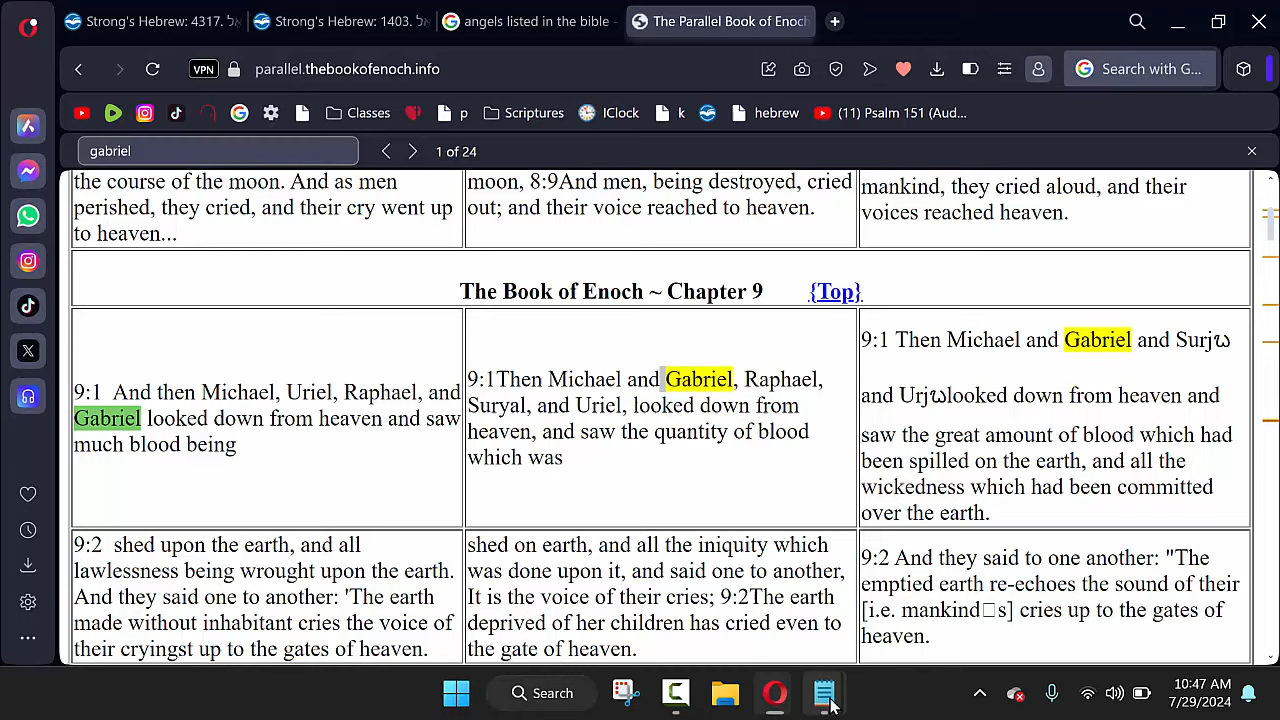 Strong's Hebrew: 4317. אל
Strong's Hebrew: 1403. אל
angels listed in the bible -
The Parallel Book of Enoch
VPN
parallel.thebookofenoch.info
Search with G...
Classes
p
Scriptures
IClock
k
hebrew
(11) Psalm 151 (Aud...
gabriel
1 of 24
the course of the moon. And as men
perished, they cried, and their cry went up
to heaven...
moon, 8:9And men, being destroyed, cried
out; and their voice reached to heaven.
mankind, they cried aloud, and their
voices reached heaven.
The Book of Enoch ~ Chapter 9 {Top}
9:1 And then Michael, Uriel, Raphael, and
Gabriel looked down from heaven and saw
much blood being
9:1Then Michael and Gabriel, Raphael,
Suryal, and Uriel, looked down from
heaven, and saw the quantity of blood
which was
9:1 Then Michael and Gabriel and Surjω
and Urjωlooked down from heaven and
saw the great amount of blood which had
been spilled on the earth, and all the
wickedness which had been committed
over the earth.
9:2 shed upon the earth, and all
lawlessness being wrought upon the earth.
And they said one to another: 'The earth
made without inhabitant cries the voice of
their cryingst up to the gates of heaven.
shed on earth, and all the iniquity which
was done upon it, and said one to another,
It is the voice of their cries; 9:2The earth
deprived of her children has cried even to
the gate of heaven.
9:2 And they said to one another: "The
emptied earth re-echoes the sound of their
[i.e. mankind□s] cries up to the gates of
heaven.
Search
10:47 AM
7/29/2024